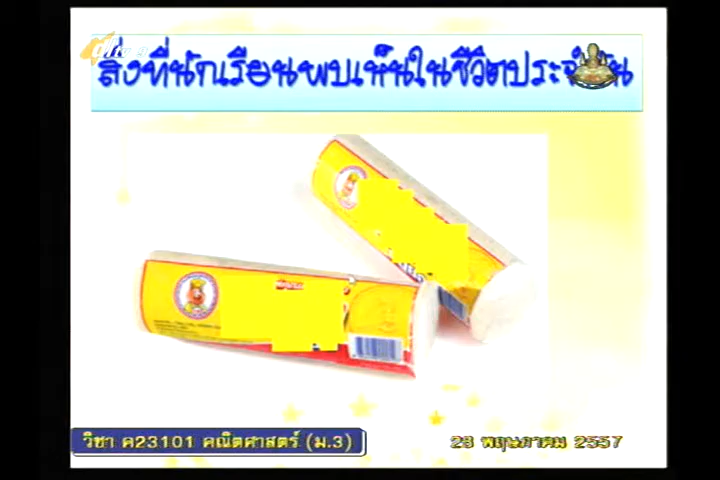 สิ่งที่นักเรียนพบเห็นในชีวิตประจำวัน
วิชา ค23101 คณิตศาสตร์ (ม.3)
23 พฤษภาคม 2557